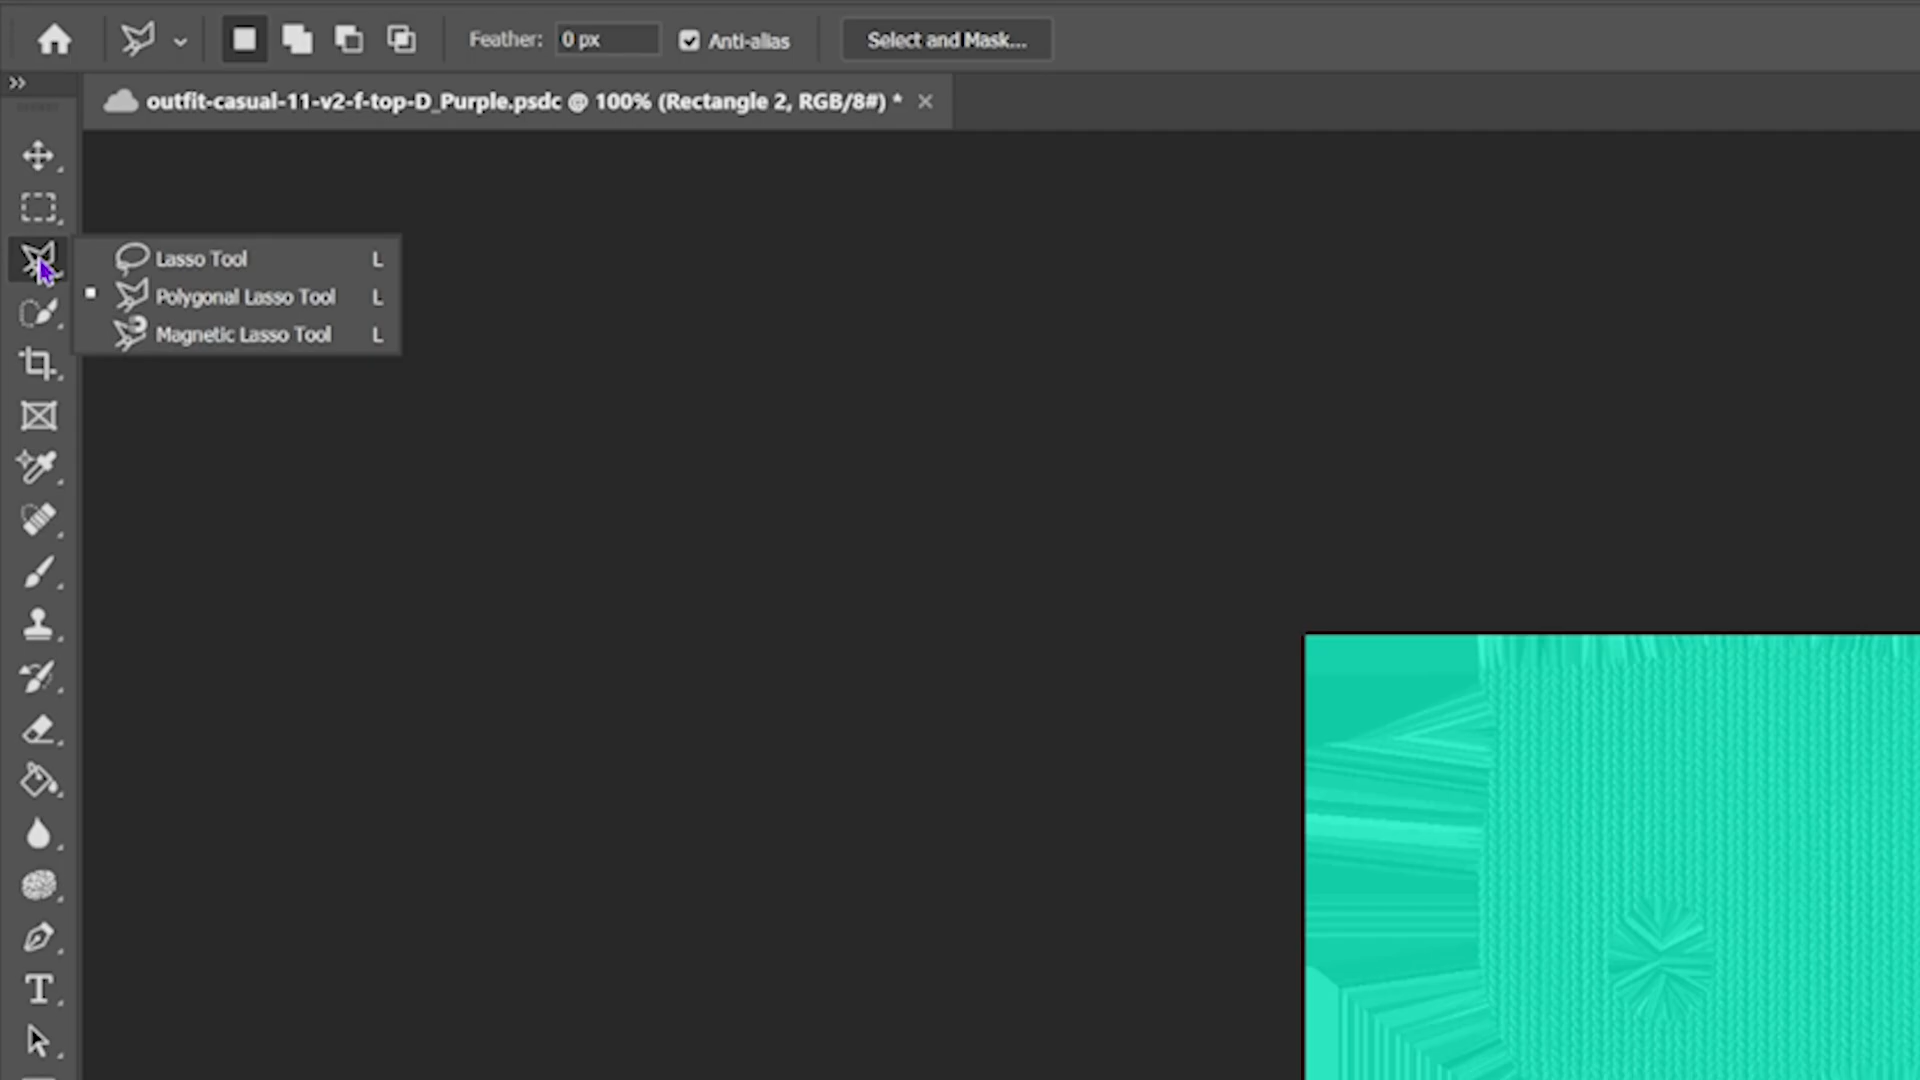 Feather: 0 px Anti-alias Select and Mask...
outfit-casual-11-v2-f-top-D_Purple.psdc @ 100% (Rectangle 2, RGB/8#) *
Lasso Tool L
Polygonal Lasso Tool L
Magnetic Lasso Tool L